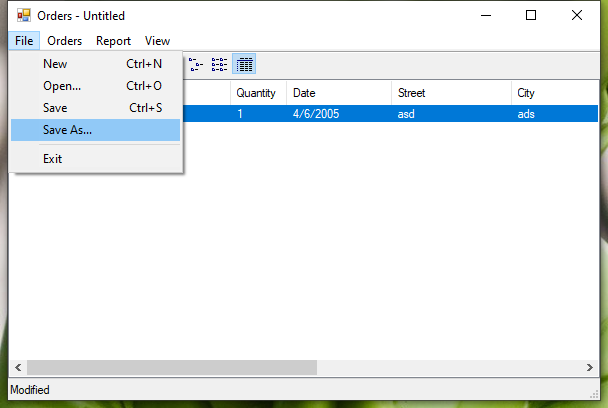 Orders - Untitled
File Orders Report View
New Ctrl+N
Open... Ctrl+O
Save Ctrl+S
Save As...
Exit
Quantity Date Street City
1 4/6/2005 asd ads
Modified